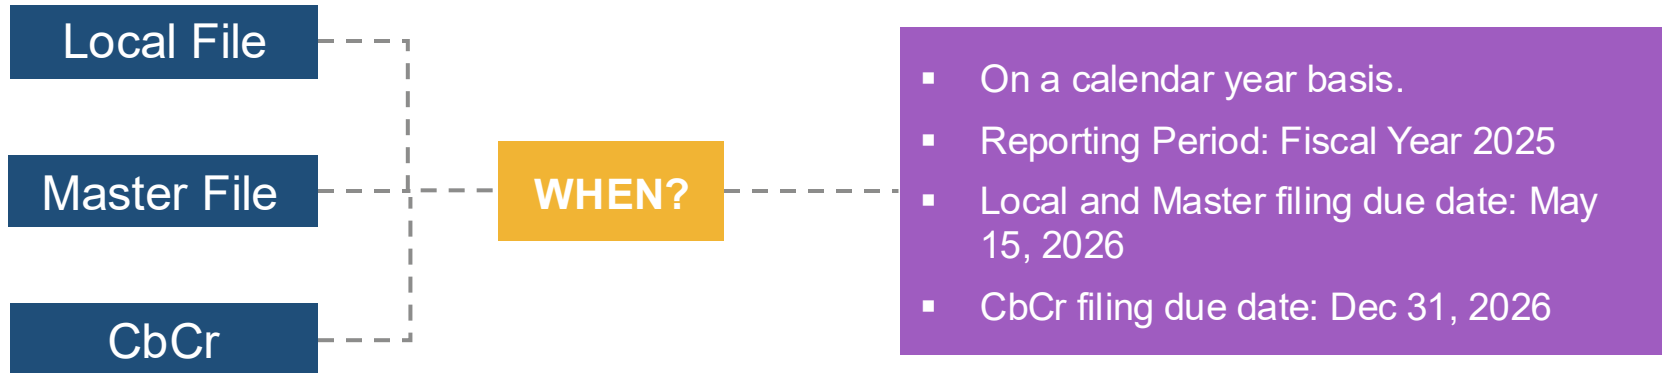 Local File
Master File
CbCr
WHEN?
▪ On a calendar year basis.
▪ Reporting Period: Fiscal Year 2025
▪ Local and Master filing due date: May
15, 2026
▪ CbCr filing due date: Dec 31, 2026